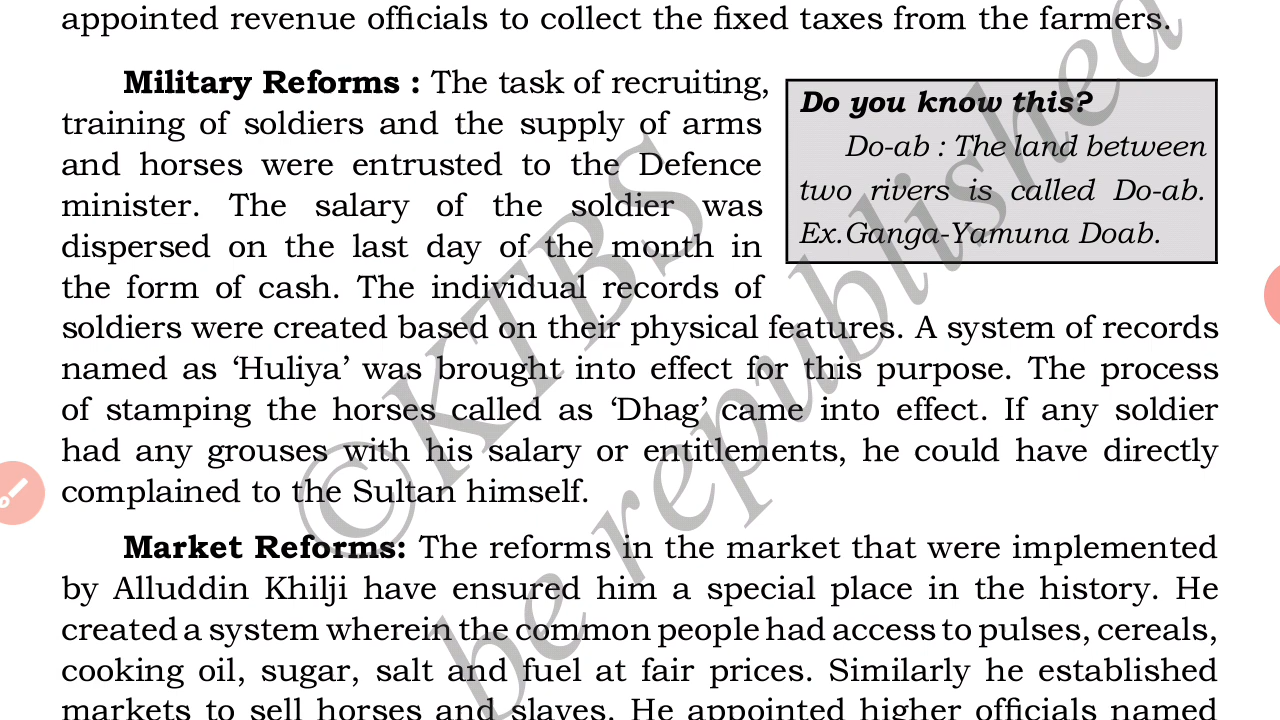 appointed revenue officials to collect the fixed taxes from the farmers.
Military Reforms : The task of recruiting,
training of soldiers and the supply of arms
and horses were entrusted to the Defence
minister. The salary of the soldier was
dispersed on the last day of the month in
the form of cash. The individual records of
soldiers were created based on their physical features. A system of records
named as ‘Huliya’ was brought into effect for this purpose. The process
of stamping the horses called as ‘Dhag’ came into effect. If any soldier
had any grouses with his salary or entitlements, he could have directly
complained to the Sultan himself.
Do you know this?
Do-ab : The land between
two rivers is called Do-ab.
Ex.Ganga-Yamuna Doab.
Market Reforms: The reforms in the market that were implemented
by Alluddin Khilji have ensured him a special place in the history. He
created a system wherein the common people had access to pulses, cereals,
cooking oil, sugar, salt and fuel at fair prices. Similarly he established
markets to sell horses and slaves. He appointed higher officials named
©KTBS
be republished